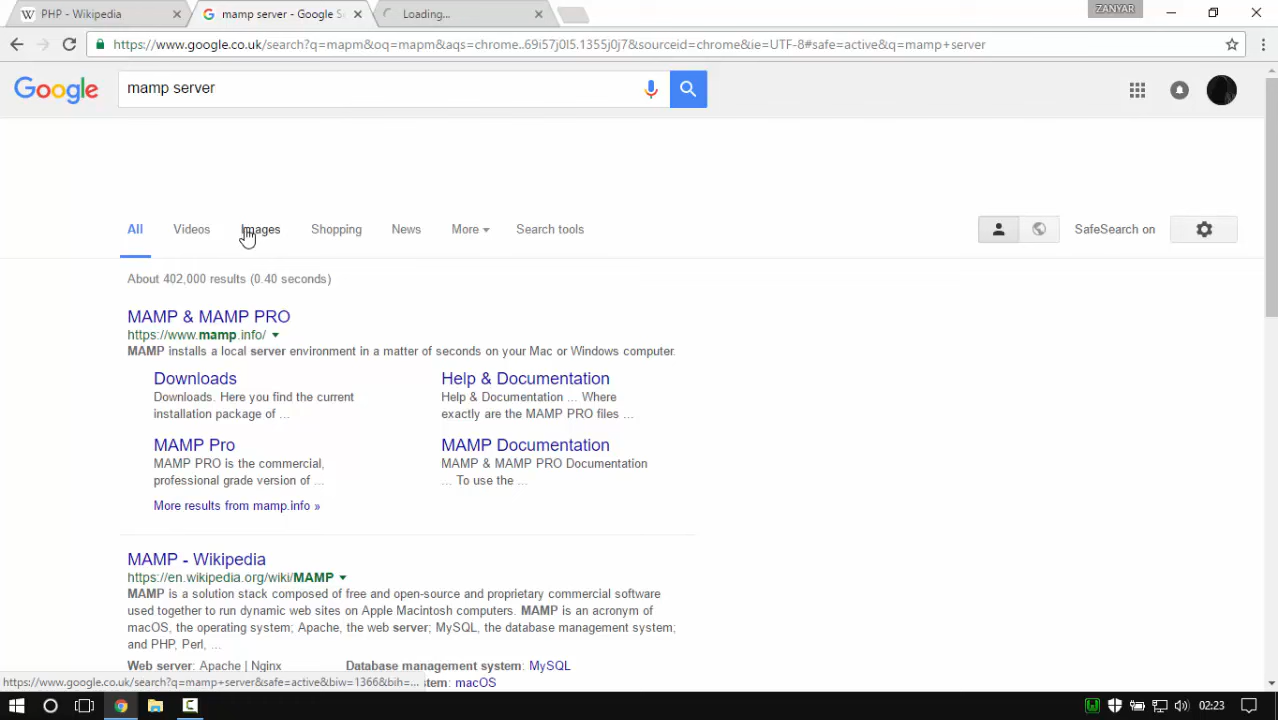 PHP - Wikipedia
mamp server - Google Se
Loading...
ZANYAR
https://www.google.co.uk/search?q=mapm&oq=mapm&aqs=chrome..69i57j0l5.1355j0j7&sourceid=chrome&ie=UTF-8#safe=active&q=mamp+server
Google
mamp server
All
Videos
Images
Shopping
News
More
Search tools
SafeSearch on
About 402,000 results (0.40 seconds)
MAMP & MAMP PRO
https://www.mamp.info/
MAMP installs a local server environment in a matter of seconds on your Mac or Windows computer.
Downloads
Downloads. Here you find the current
installation package of ...
Help & Documentation
Help & Documentation ... Where
exactly are the MAMP PRO files ...
MAMP Pro
MAMP PRO is the commercial,
professional grade version of ...
MAMP Documentation
MAMP & MAMP PRO Documentation
... To use the ...
More results from mamp.info »
MAMP - Wikipedia
https://en.wikipedia.org/wiki/MAMP
MAMP is a solution stack composed of free and open-source and proprietary commercial software
used together to run dynamic web sites on Apple Macintosh computers. MAMP is an acronym of
macOS, the operating system; Apache, the web server; MySQL, the database management system;
and PHP, Perl, ...
Web server: Apache | Nginx
Database management system: MySQL
https://www.google.co.uk/search?q=mamp+server&safe=active&biw=1366&bih=...
tem: macOS
02:23